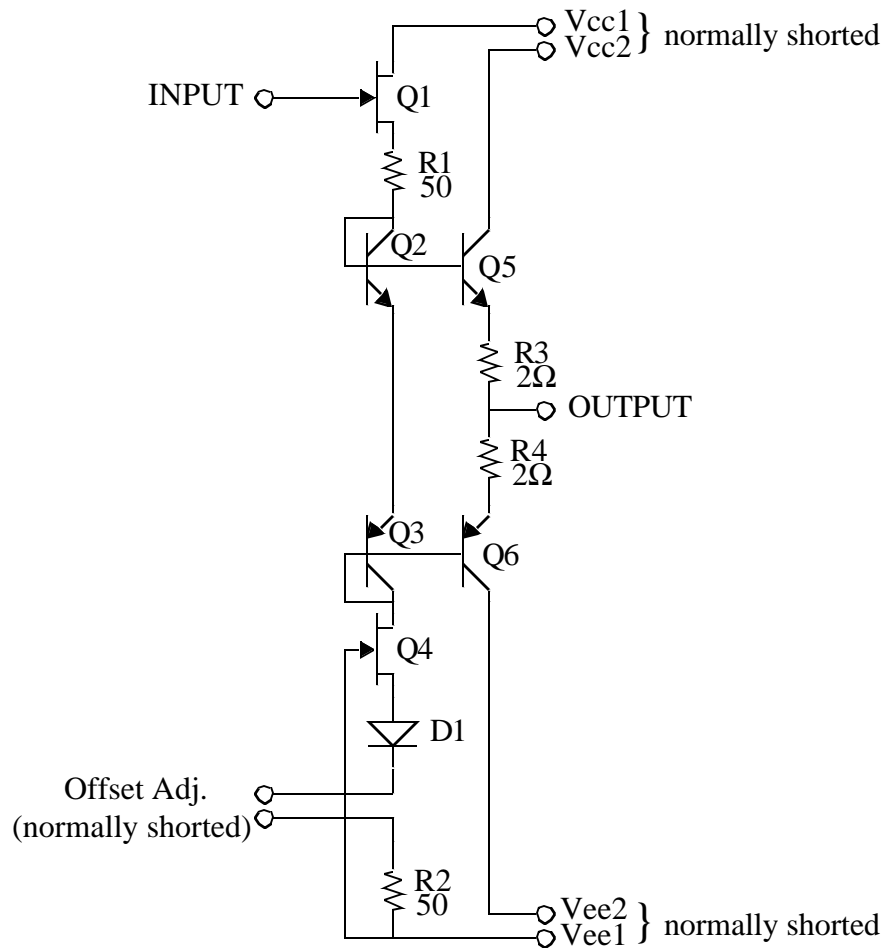 Vcc1
Vcc2 } normally shorted
INPUT
Q1
R1
50
Q2
Q5
R3
2Ω
OUTPUT
R4
2Ω
Q3
Q6
Q4
D1
Offset Adj.
(normally shorted)
R2
50
Vee2
Vee1 } normally shorted